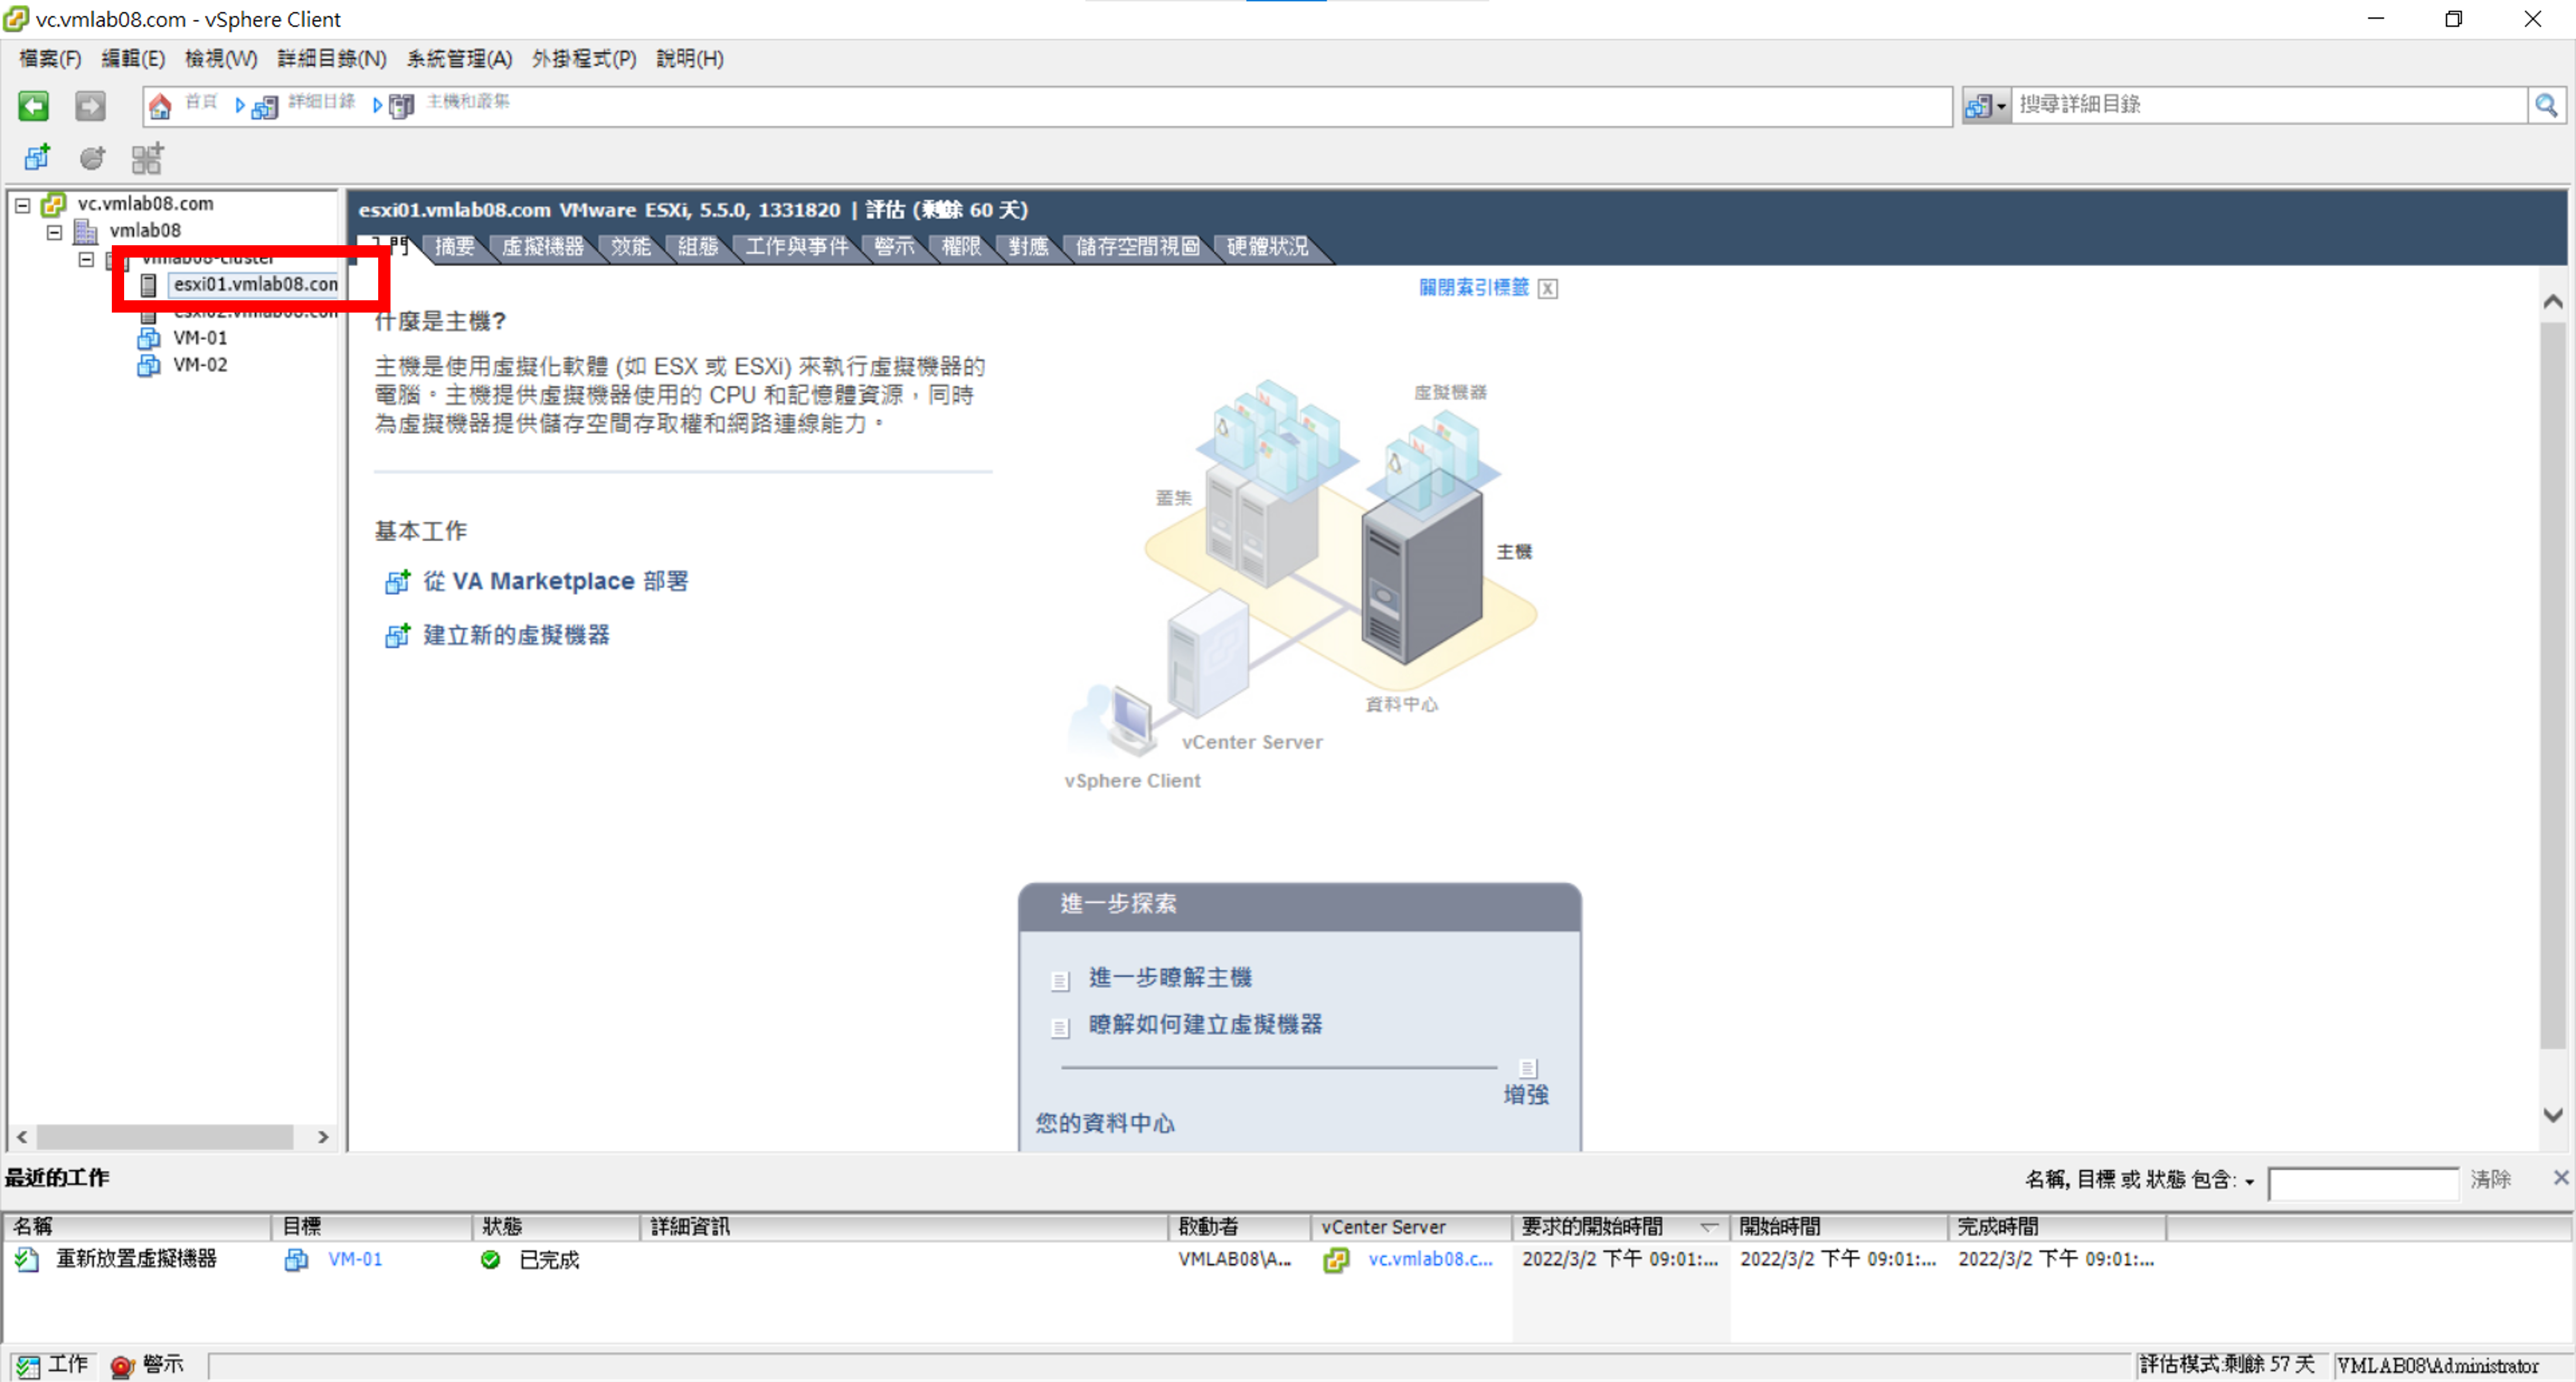 vc.vmlab08.com - vSphere Client
檔案(F) 編輯(E) 檢視(W) 詳細目錄(N) 系統管理(A) 外掛程式(P) 說明(H)
首頁 詳細目錄 主機和叢集 搜尋詳細目錄
vc.vmlab08.com
vmlab08
vmlab08-cluster
esxi01.vmlab08.con
esxi02.vmlab08.con
VM-01
VM-02
esxi01.vmlab08.com VMware ESXi, 5.5.0, 1331820 | 評估 (剩餘 60 天)
入門 摘要 虛擬機器 效能 組態 工作與事件 警示 權限 對應 儲存空間視圖 硬體狀況
關閉索引標籤 X
什麼是主機?
主機是使用虛擬化軟體 (如 ESX 或 ESXi) 來執行虛擬機器的
電腦。主機提供虛擬機器使用的 CPU 和記憶體資源，同時
為虛擬機器提供儲存空間存取權和網路連線能力。
基本工作
從 VA Marketplace 部署
建立新的虛擬機器
虛擬機器
叢集
主機
資料中心
vCenter Server
vSphere Client
進一步探索
進一步瞭解主機
瞭解如何建立虛擬機器
增強
您的資料中心
最近的工作
名稱, 目標 或 狀態 包含: 清除
名稱 目標 狀態 詳細資訊 啟動者 vCenter Server 要求的開始時間 開始時間 完成時間
重新放置虛擬機器 VM-01 已完成 VMLAB08\A... vc.vmlab08.c... 2022/3/2 下午 09:01:... 2022/3/2 下午 09:01:... 2022/3/2 下午 09:01:...
工作 警示 評估模式:剩餘 57 天 VMLAB08\Administrator